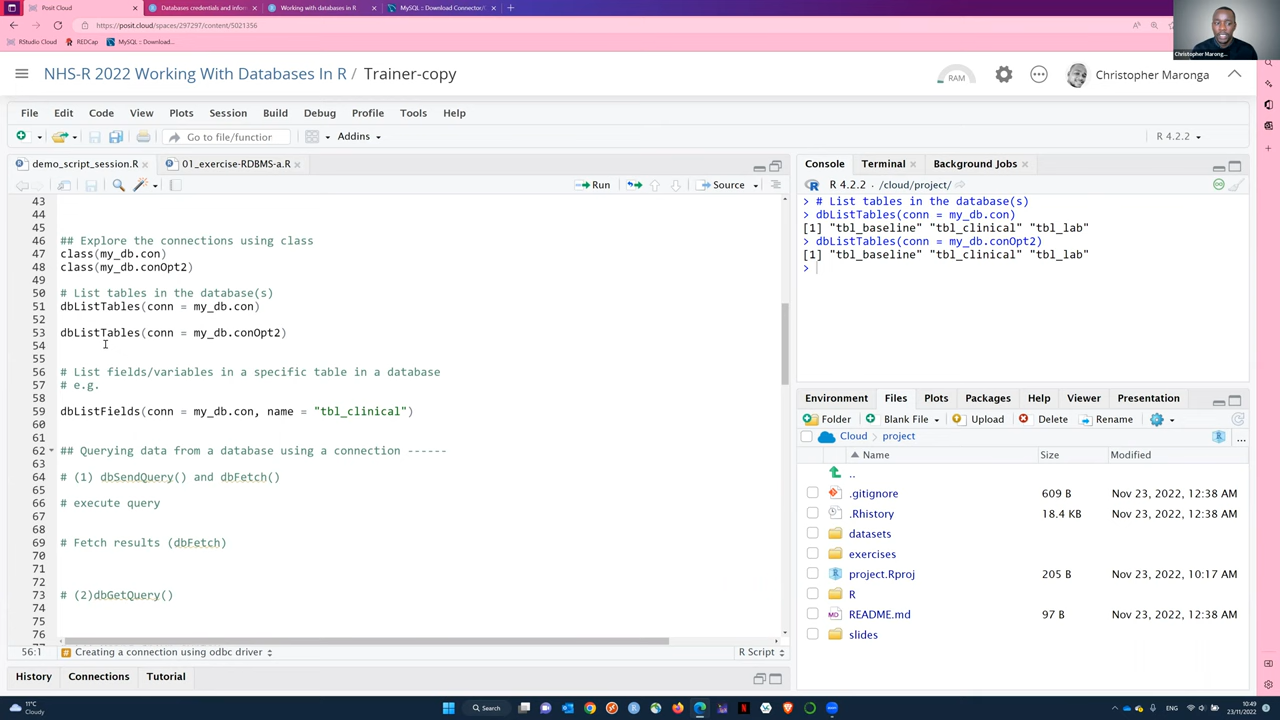 Posit Cloud
Databases credentials and infor
Working with databases in R
MySQL :: Download Connector/O
https://posit.cloud/spaces/297297/content/5021356
RStudio Cloud
REDCap
MySQL :: Download...
Christopher Marong...
NHS-R 2022 Working With Databases In R / Trainer-copy
RAM
Christopher Maronga
File Edit Code View Plots Session Build Debug Profile Tools Help
Go to file/function
Addins
R 4.2.2
demo_script_session.R
01_exercise-RDBMS-a.R
Run
Source
43
44
45
46 ## Explore the connections using class
47 class(my_db.con)
48 class(my_db.conOpt2)
49
50 # List tables in the database(s)
51 dbListTables(conn = my_db.con)
52
53 dbListTables(conn = my_db.conOpt2)
54
55
56 # List fields/variables in a specific table in a database
57 # e.g.
58
59 dbListFields(conn = my_db.con, name = "tbl_clinical")
60
61
62 ## Querying data from a database using a connection ------
63
64 # (1) dbSendQuery() and dbFetch()
65
66 # execute query
67
68
69 # Fetch results (dbFetch)
70
71
72
73 # (2)dbGetQuery()
74
75
76
56:1
# Creating a connection using odbc driver
R Script
History Connections Tutorial
Console Terminal Background Jobs
R 4.2.2 · /cloud/project/
> # List tables in the database(s)
> dbListTables(conn = my_db.con)
[1] "tbl_baseline" "tbl_clinical" "tbl_lab"
> dbListTables(conn = my_db.conOpt2)
[1] "tbl_baseline" "tbl_clinical" "tbl_lab"
>
Environment Files Plots Packages Help Viewer Presentation
Folder Blank File Upload Delete Rename
Cloud project
Name Size Modified
..
.gitignore 609 B Nov 23, 2022, 12:38 AM
.Rhistory 18.4 KB Nov 23, 2022, 12:38 AM
datasets
exercises
project.Rproj 205 B Nov 23, 2022, 10:17 AM
R
README.md 97 B Nov 23, 2022, 12:38 AM
slides
11°C
Cloudy
Search
ENG
10:49
23/11/2022